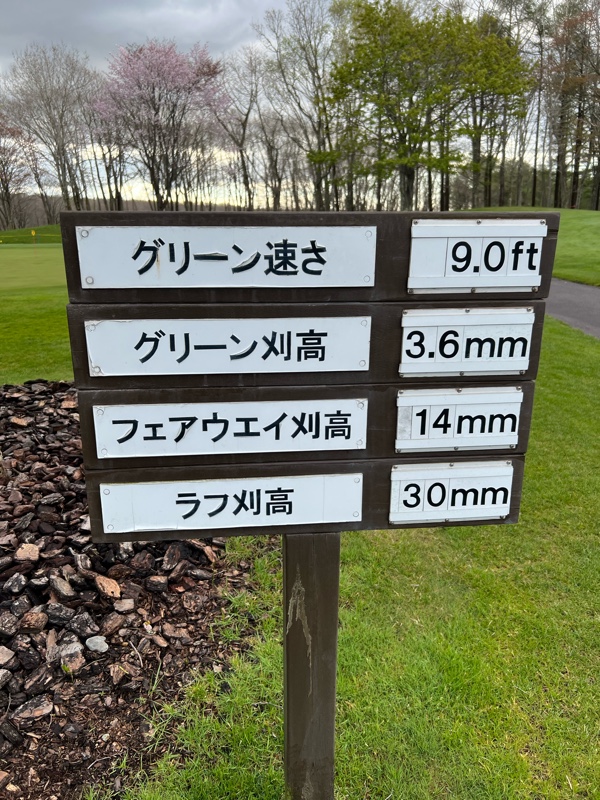 グリーン速さ 9.0ft
グリーン刈高 3.6mm
フェアウエイ刈高 14mm
ラフ刈高 30mm